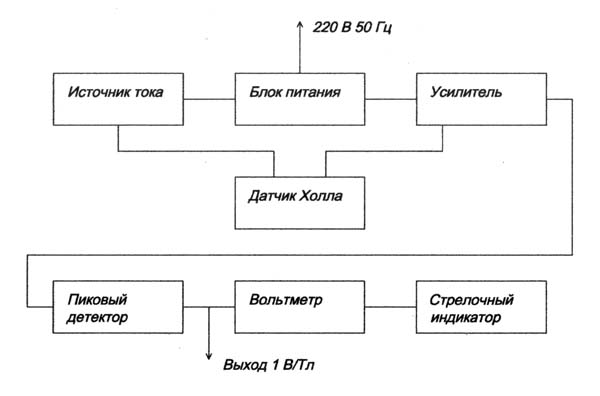 220 В 50 Гц
Источник тока
Блок питания
Усилитель
Датчик Холла
Пиковый
детектор
Вольтметр
Стрелочный
индикатор
Выход 1 В/Тл